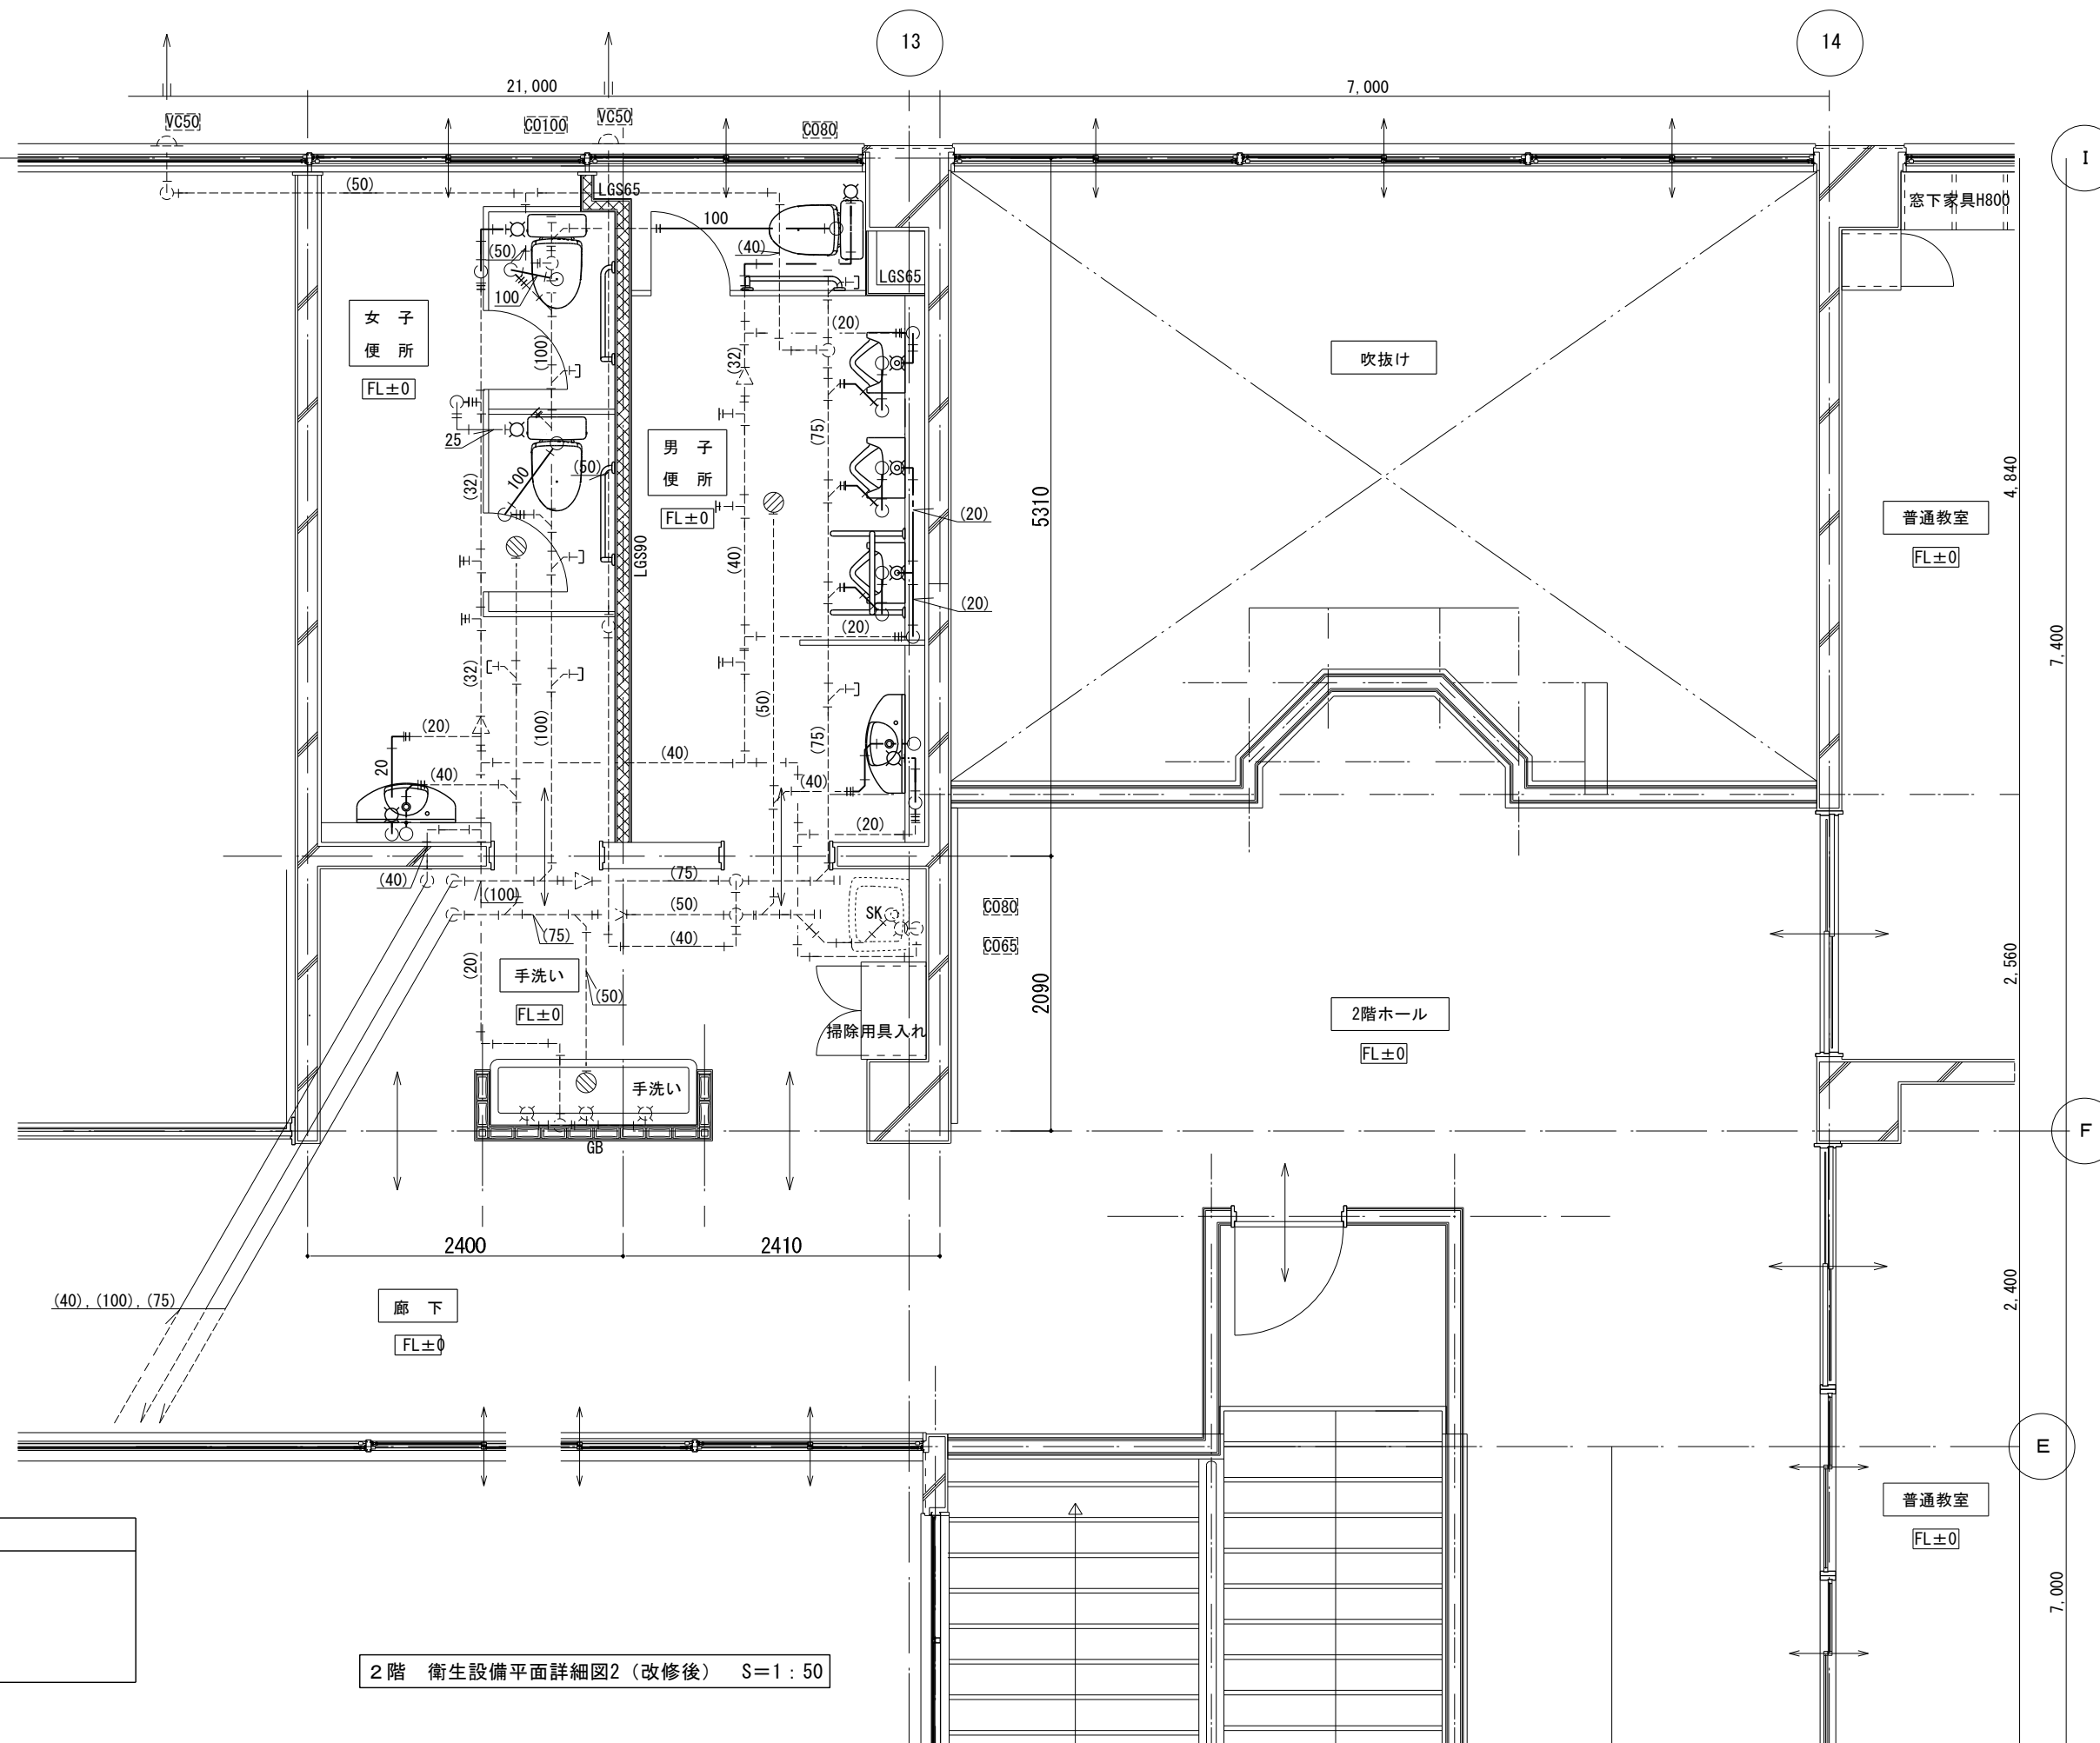 13
14
21,000
7,000
VC50
CO100
VC50
CO80
I
(50)
LGS65
100
窓下家具H800
(50)
(40)
LGS65
100
女 子
便 所
FL±0
(20)
(100)
(32)
吹抜け
25
男 子
便 所
FL±0
(75)
(50)
100
(32)
LGS90
(40)
(20)
5310
4,840
普通教室
FL±0
(20)
(20)
7,400
(32)
(100)
(50)
(75)
(20)
20
(40)
(40)
(40)
(20)
(40)
(100)
(75)
(75)
(50)
(40)
SK
CO80
CO65
(20)
手洗い
FL±0
(50)
掃除用具入れ
2090
2階ホール
FL±0
2,560
手洗い
GB
F
2400
2410
(40),(100),(75)
廊 下
FL±0
2,400
E
普通教室
FL±0
7,000
2階 衛生設備平面詳細図2（改修後） S=1:50